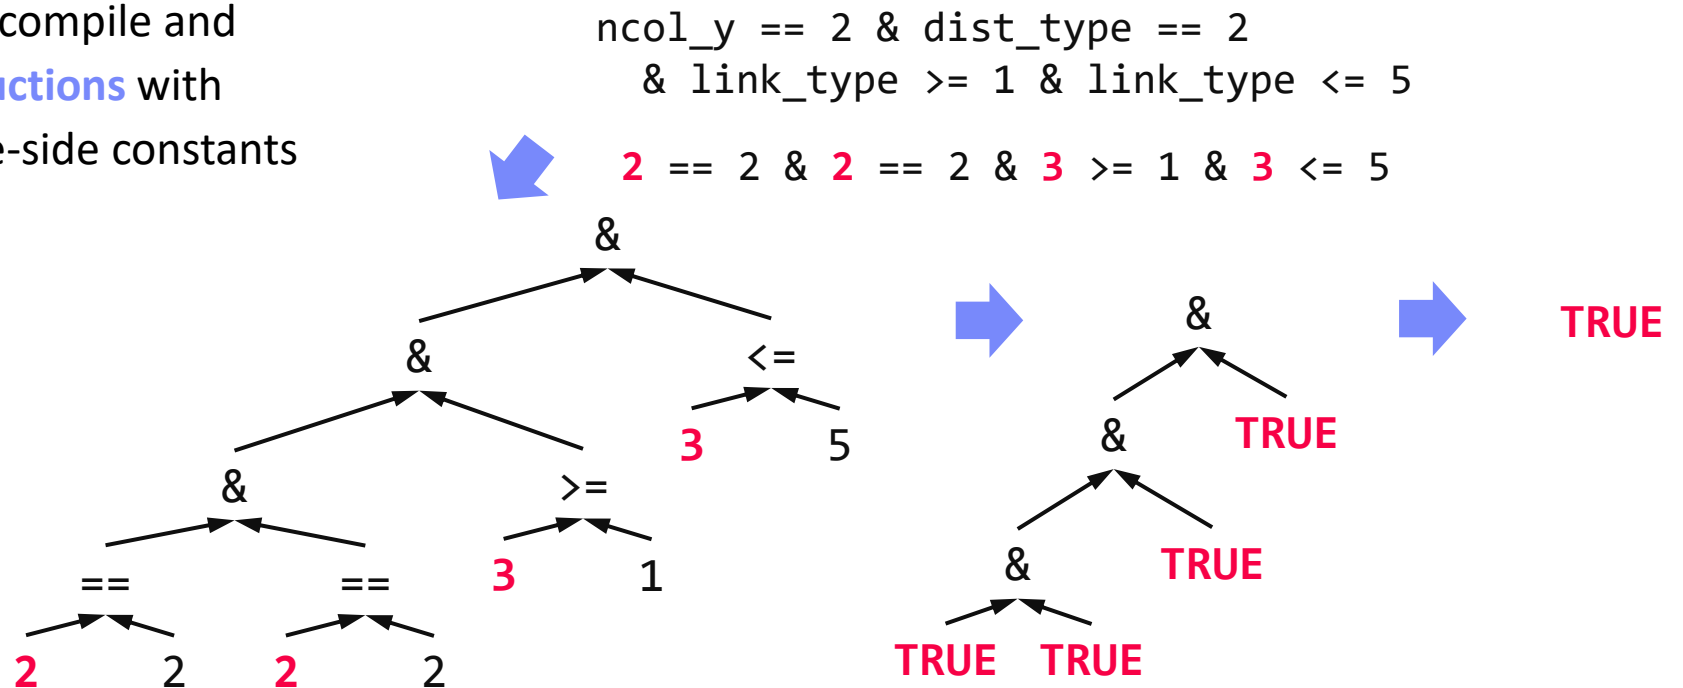 compile and
uctions with
e-side constants
ncol_y == 2 & dist_type == 2
& link_type >= 1 & link_type <= 5
2 == 2 & 2 == 2 & 3 >= 1 & 3 <= 5
&
& <=
3 5
& >=
3 1
== ==
2 2 2 2
&
& TRUE
& TRUE
TRUE TRUE
TRUE